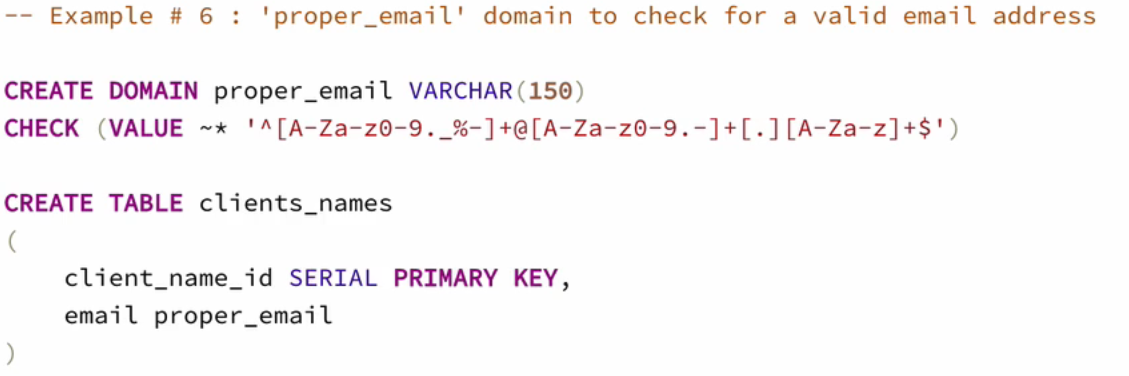 -- Example # 6 : 'proper_email' domain to check for a valid email address
CREATE DOMAIN proper_email VARCHAR(150)
CHECK (VALUE ~* '^[A-Za-z0-9._%-]+@[A-Za-z0-9.-]+[.][A-Za-z]+$')
CREATE TABLE clients_names
(
    client_name_id SERIAL PRIMARY KEY,
    email proper_email
)